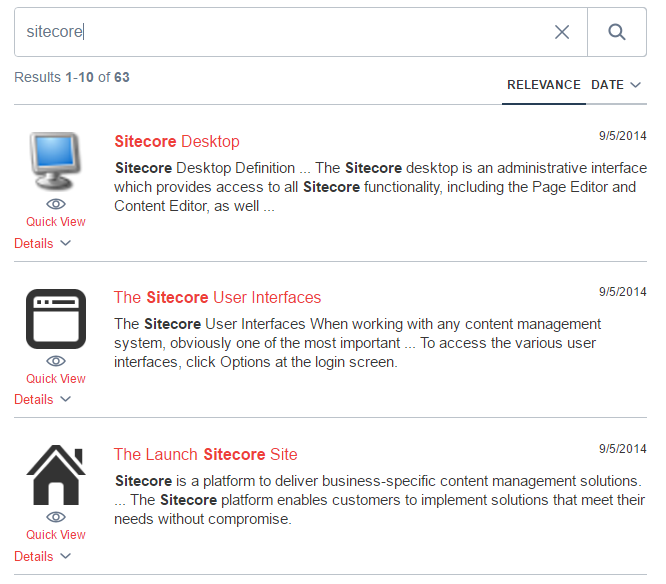 sitecore
Results 1-10 of 63
RELEVANCE DATE
Sitecore Desktop 9/5/2014
Sitecore Desktop Definition ... The Sitecore desktop is an administrative interface
which provides access to all Sitecore functionality, including the Page Editor and
Content Editor, as well ...
Quick View
Details
The Sitecore User Interfaces 9/5/2014
The Sitecore User Interfaces When working with any content management
system, obviously one of the most important ... To access the various user
interfaces, click Options at the login screen.
Quick View
Details
The Launch Sitecore Site 9/5/2014
Sitecore is a platform to deliver business-specific content management solutions.
... The Sitecore platform enables customers to implement solutions that meet their
needs without compromise.
Quick View
Details